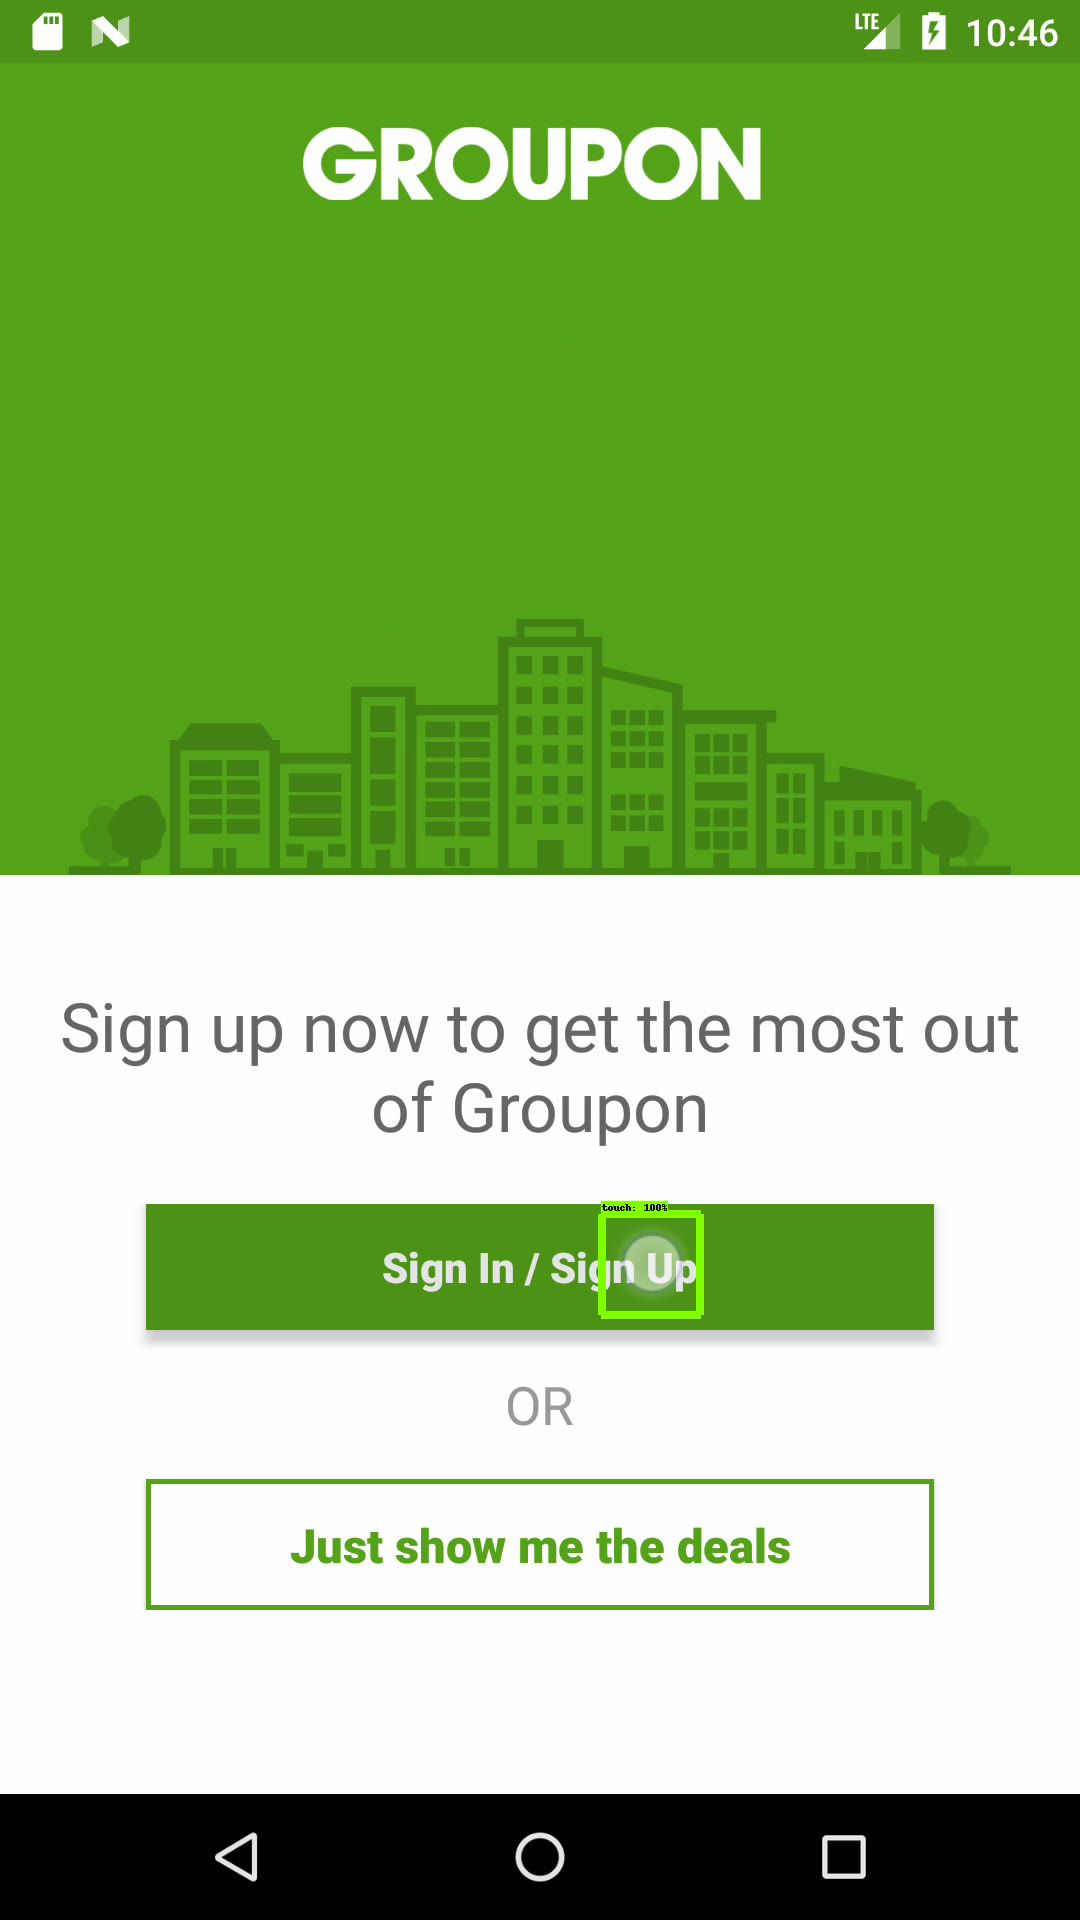 LTE 10:46
GROUPON
Sign up now to get the most out
of Groupon
touch: 100%
Sign In / Sign Up
OR
Just show me the deals